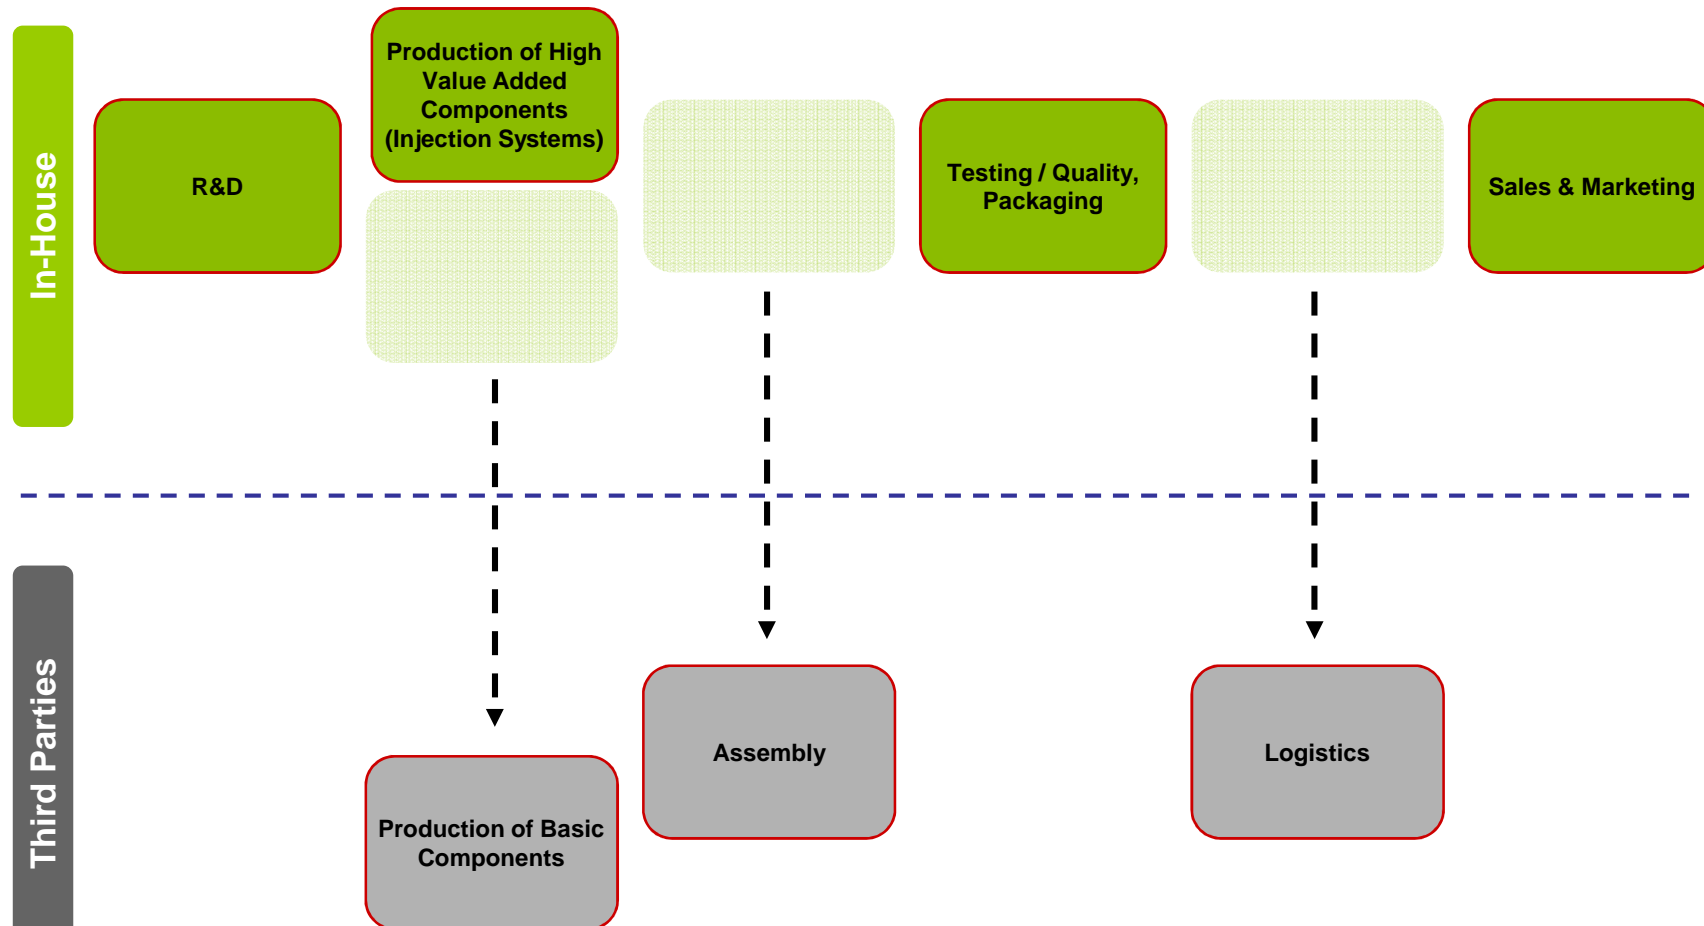 In-House
Production of High
Value Added
Components
(Injection Systems)
R&D
Testing / Quality,
Packaging
Sales & Marketing
Third Parties
Assembly
Logistics
Production of Basic
Components